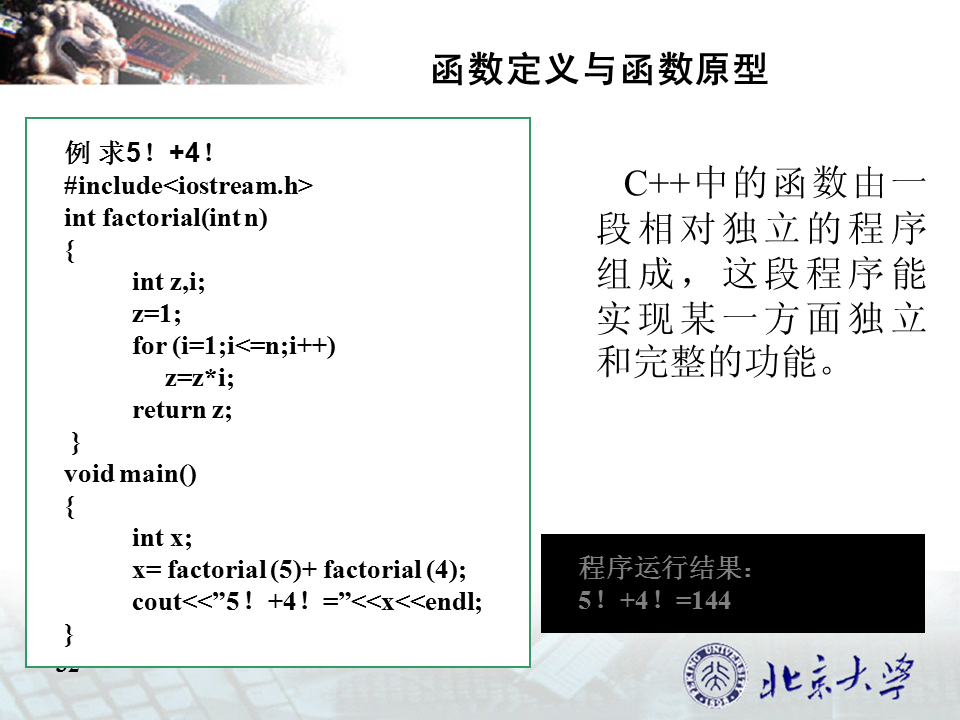 函数定义与函数原型
例 求5！+4！
#include<iostream.h>
int factorial(int n)
{
int z,i;
z=1;
for (i=1;i<=n;i++)
z=z*i;
return z;
}
void main()
{
int x;
x= factorial (5)+ factorial (4);
cout<<”5！+4！=”<<x<<endl;
}
C++中的函数由一
段相对独立的程序
组成，这段程序能
实现某一方面独立
和完整的功能。
程序运行结果：
5！+4！=144
PEKING UNIVERSITY
1898
北京大学